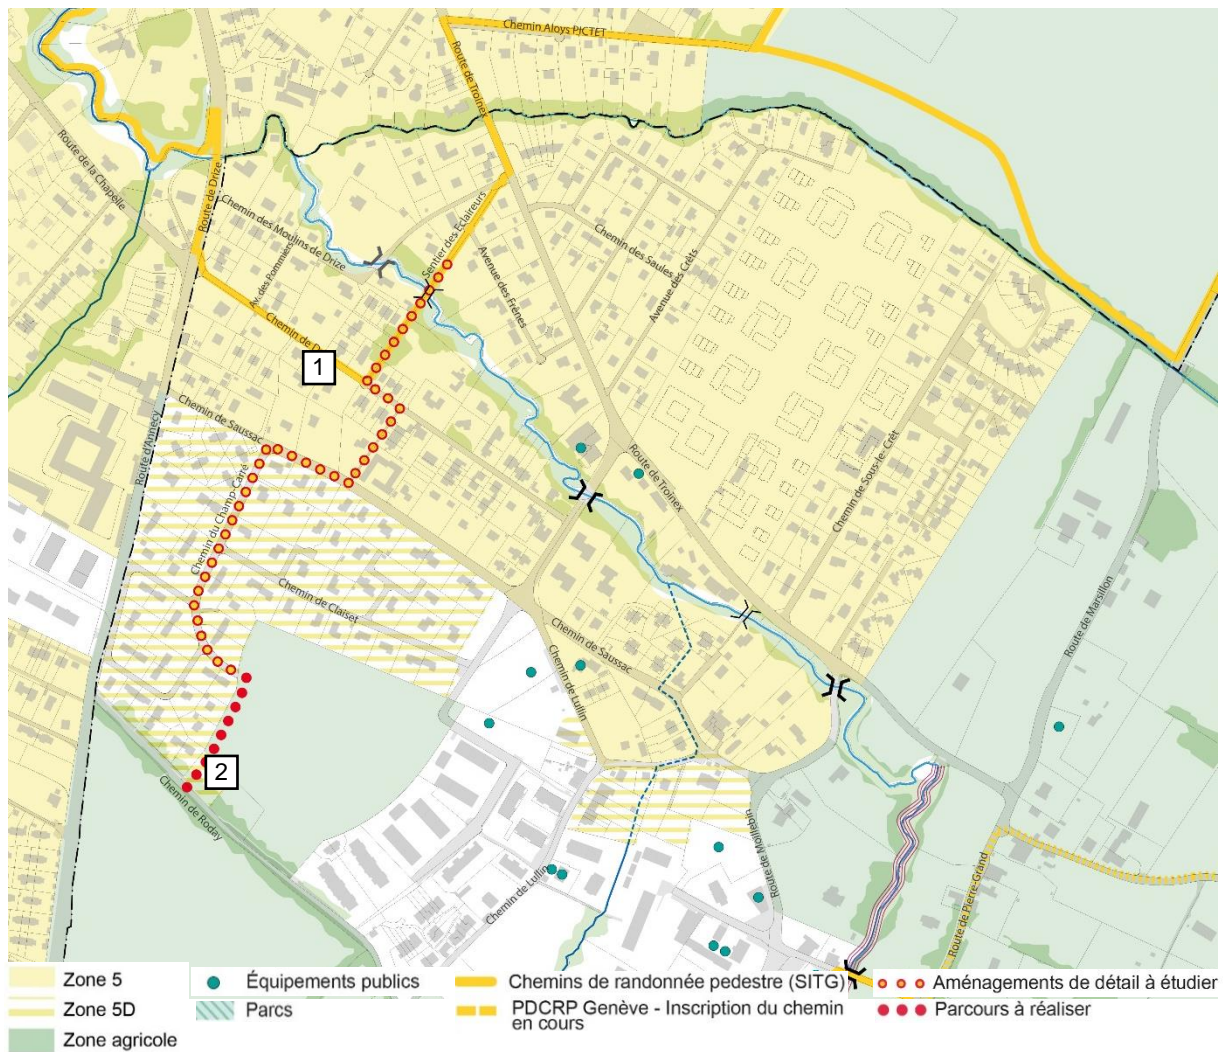 Chemin Aloys PICTET
Route de Troinex
Route de la Chapelle
Route de Drize
Chemin des Moulins de Drize
Sentier des Eclaireurs
Av. des Pommiers
Avenue des Frênes
Chemin des Saules
Avenue des Crêts
Chemin de D
1
Chemin de Saussac
Route d'Annecy
Chemin du Champ-Carré
Route de Troinex
Chemin de Sous-le-Crêt
Chemin de Claiset
Chemin de Saussac
Route de Marsillon
Chemin de Lullin
2
Chemin de Roday
Chemin de Lullin
Route de Moillebin
Route de Pierre-Grand
Zone 5
Zone 5D
Zone agricole
Équipements publics
Parcs
Chemins de randonnée pedestre (SITG)
PDCRP Genève - Inscription du chemin
en cours
Aménagements de détail à étudier
Parcours à réaliser